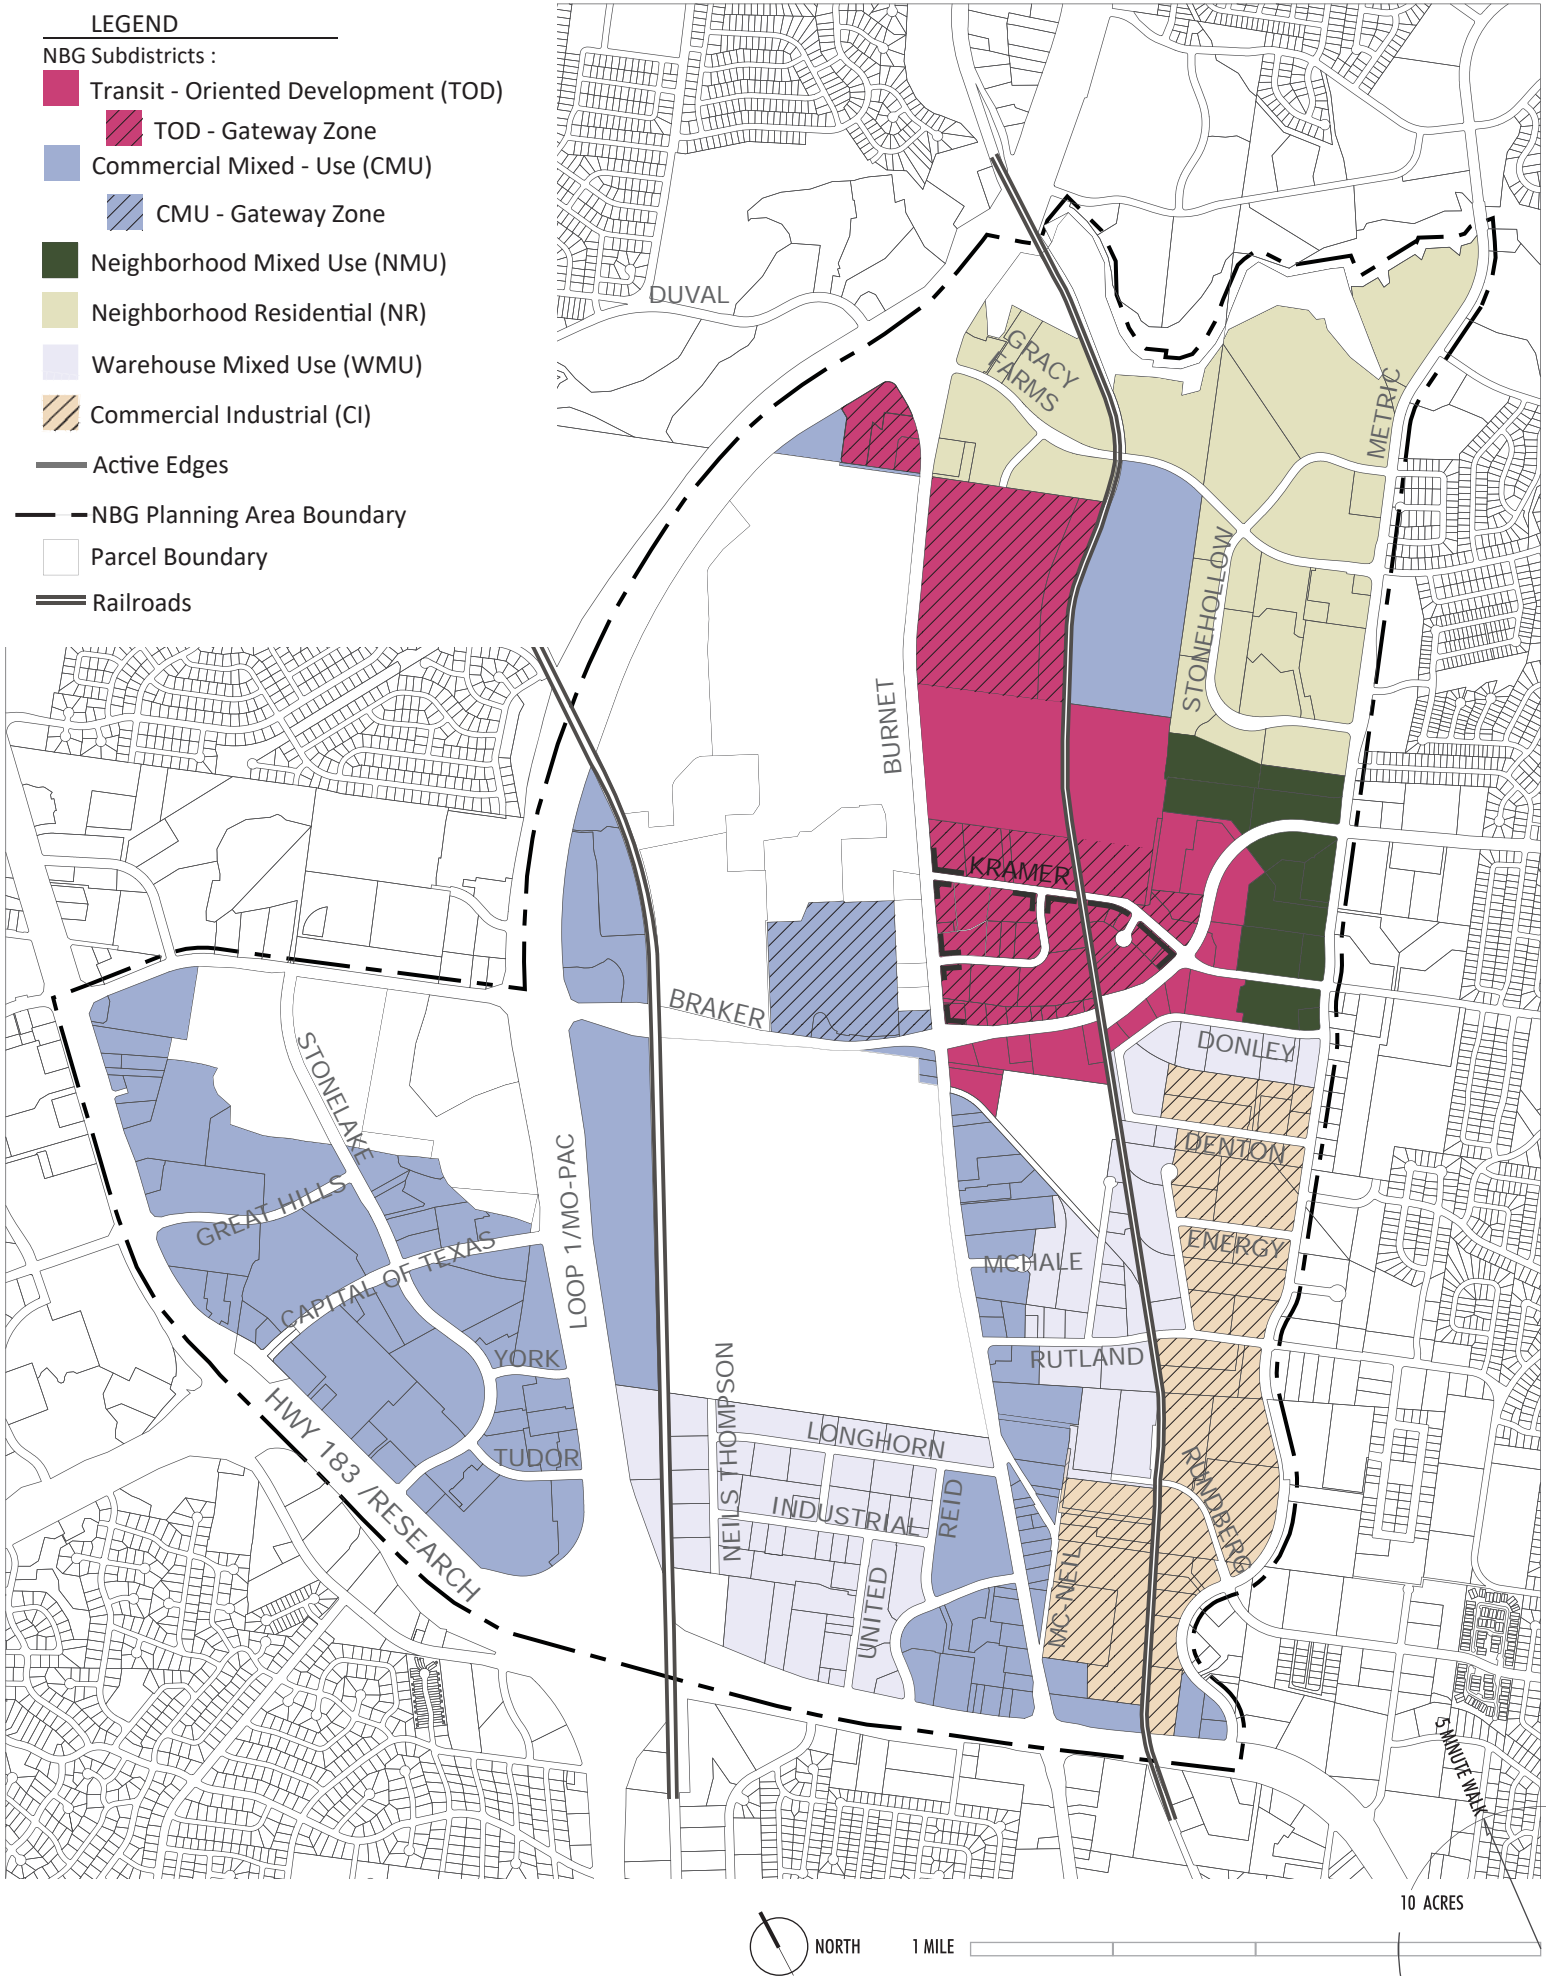 LEGEND
NBG Subdistricts :
Transit - Oriented Development (TOD)
TOD - Gateway Zone
Commercial Mixed - Use (CMU)
CMU - Gateway Zone
Neighborhood Mixed Use (NMU)
Neighborhood Residential (NR)
Warehouse Mixed Use (WMU)
Commercial Industrial (CI)
Active Edges
NBG Planning Area Boundary
Parcel Boundary
Railroads
DUVAL
GRACY
FARMS
METRIC
STONEHOLLOW
BURNET
KRAMER
BRAKER
DONLEY
STONELAKE
DENTON
GREAT HILLS
ENERGY
CAPITAL OF TEXAS
MCHALE
LOOP 1/MO-PAC
YORK
RUTLAND
HWY 183 /RESEARCH
NEILS THOMPSON
LONGHORN
TUDOR
RUNDBERG
REID
INDUSTRIAL
UNITED
MC NEIL
5 MINUTE WALK
10 ACRES
NORTH
1 MILE